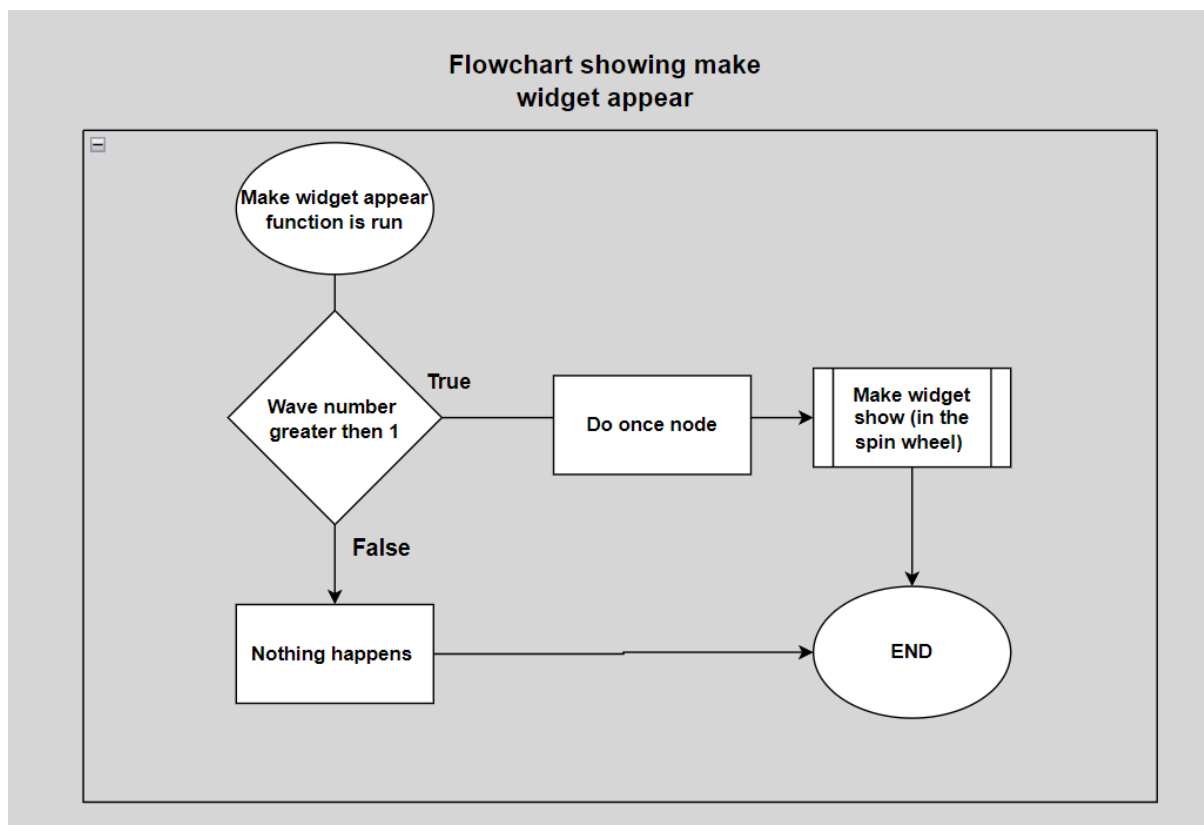 Flowchart showing make
widget appear
Make widget appear
function is run
Wave number
greater then 1
True
Do once node
Make widget
show (in the
spin wheel)
False
Nothing happens
END